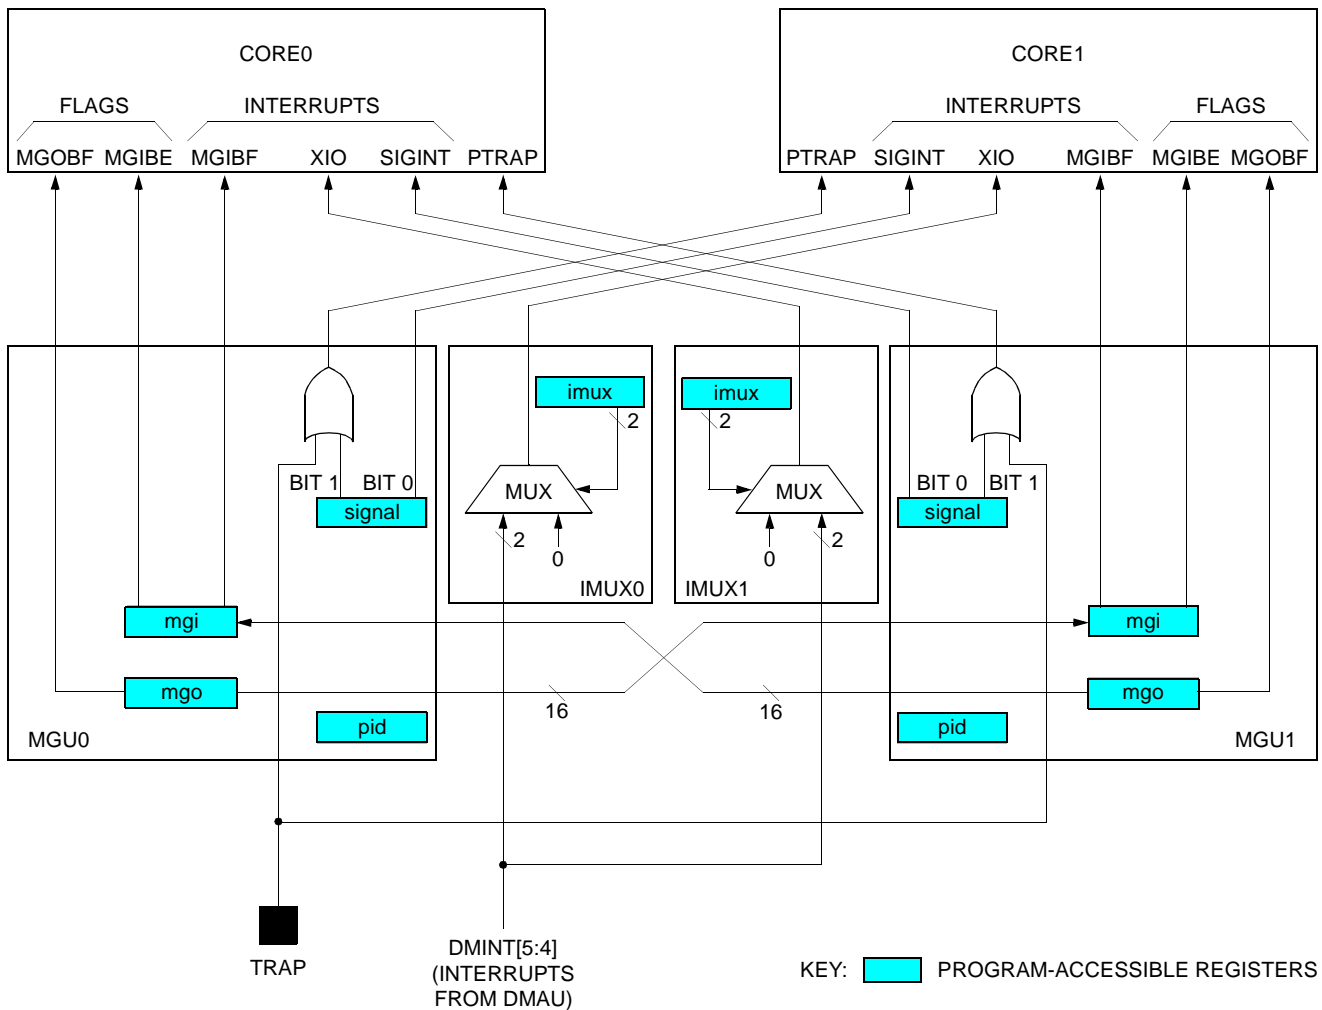 CORE0
CORE1
FLAGS INTERRUPTS
INTERRUPTS FLAGS
MGOBF MGIBE MGIBF XIO SIGINT PTRAP
PTRAP SIGINT XIO MGIBF MGIBE MGOBF
imux
2
imux
2
BIT 1 BIT 0
signal
MUX
2
0
IMUX0
MUX
0
2
IMUX1
BIT 0 BIT 1
signal
mgi
mgi
mgo
16
16
mgo
pid
MGU0
pid
MGU1
TRAP
DMINT[5:4]
(INTERRUPTS
FROM DMAU)
KEY: PROGRAM-ACCESSIBLE REGISTERS